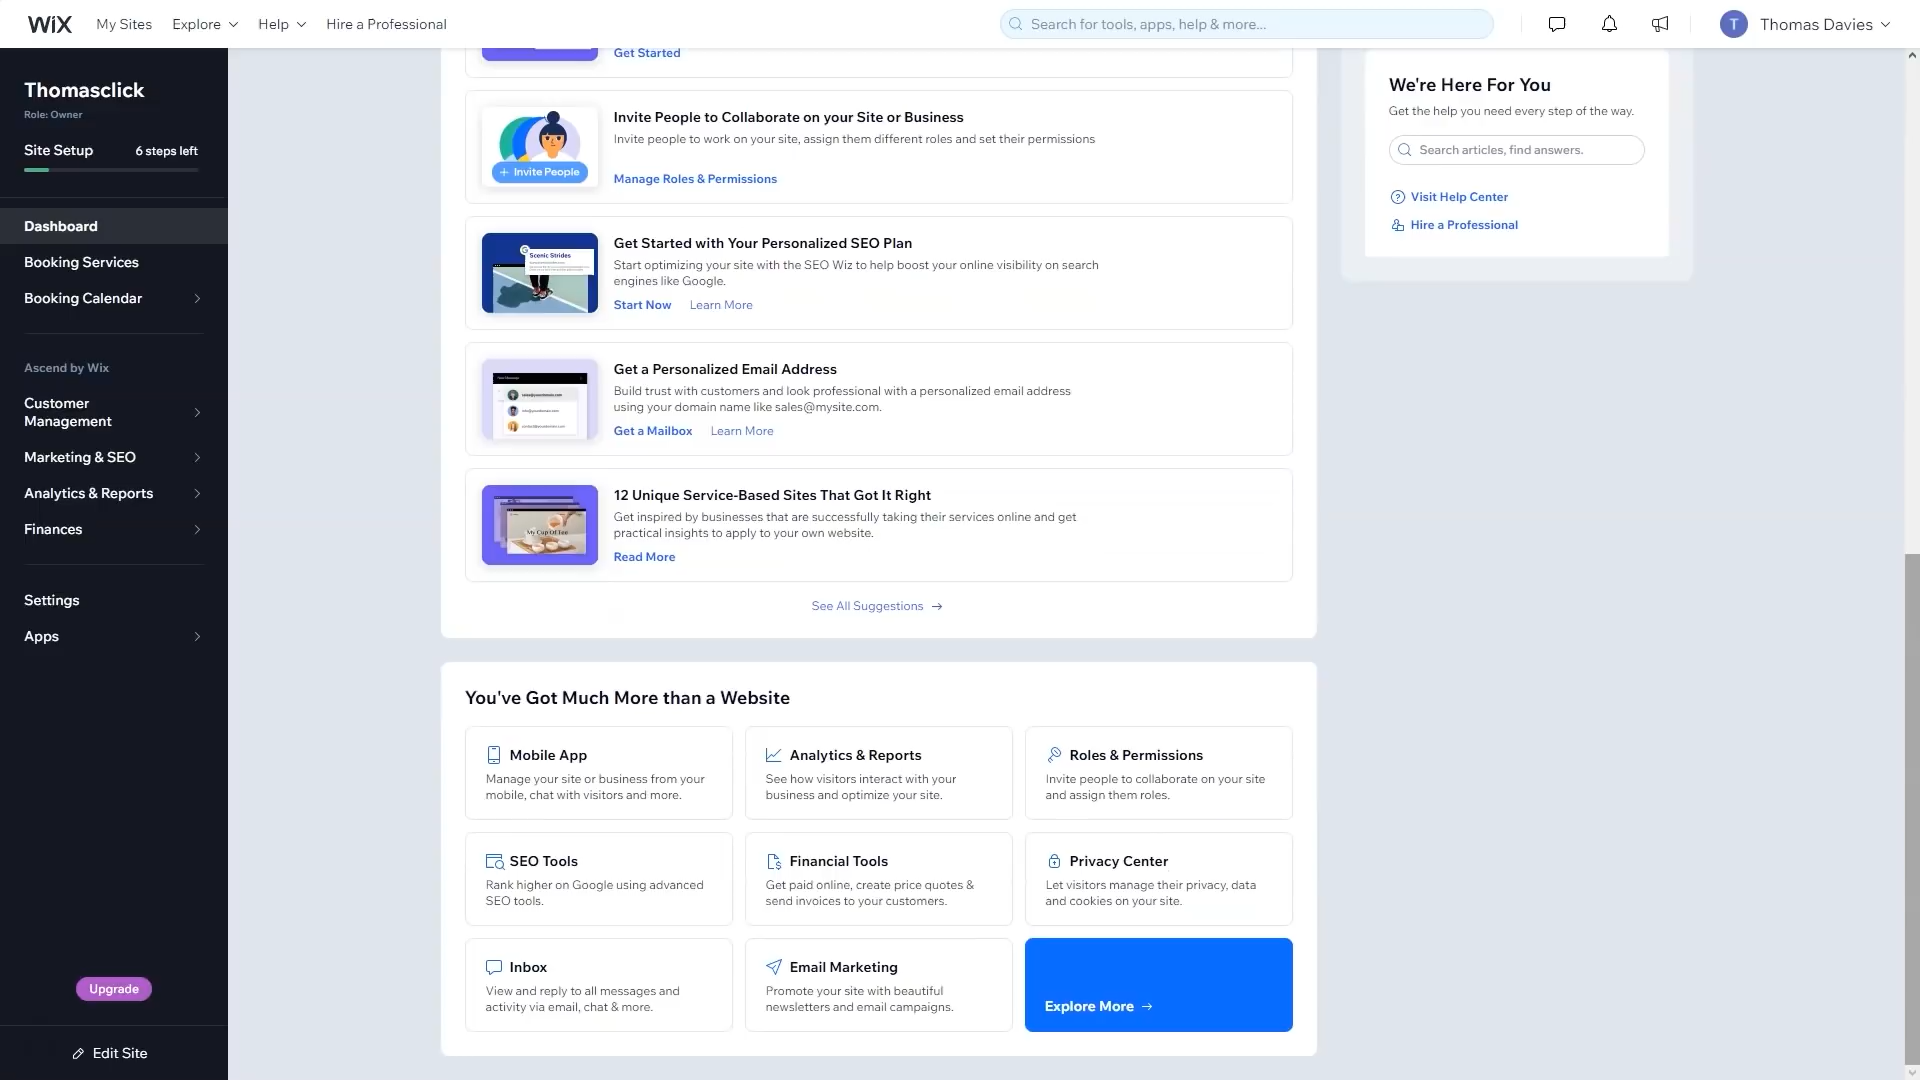 WiX
My Sites
Explore
Help
Hire a Professional
Search for tools, apps, help & more...
T
Thomas Davies
Thomasclick
Role: Owner
Site Setup
6 steps left
Dashboard
Booking Services
Booking Calendar
Ascend by Wix
Customer
Management
Marketing & SEO
Analytics & Reports
Finances
Settings
Apps
Upgrade
Edit Site
Get Started
+ Invite People
Invite People to Collaborate on your Site or Business
Invite people to work on your site, assign them different roles and set their permissions
Manage Roles & Permissions
Scenic Strides
Get Started with Your Personalized SEO Plan
Start optimizing your site with the SEO Wiz to help boost your online visibility on search
engines like Google.
Start Now
Learn More
Get a Personalized Email Address
Build trust with customers and look professional with a personalized email address
using your domain name like sales@mysite.com.
Get a Mailbox
Learn More
My Cup Of Tea
12 Unique Service-Based Sites That Got It Right
Get inspired by businesses that are successfully taking their services online and get
practical insights to apply to your own website.
Read More
See All Suggestions →
You've Got Much More than a Website
Mobile App
Manage your site or business from your
mobile, chat with visitors and more.
Analytics & Reports
See how visitors interact with your
business and optimize your site.
Roles & Permissions
Invite people to collaborate on your site
and assign them roles.
SEO Tools
Rank higher on Google using advanced
SEO tools.
Financial Tools
Get paid online, create price quotes &
send invoices to your customers.
Privacy Center
Let visitors manage their privacy, data
and cookies on your site.
Inbox
View and reply to all messages and
activity via email, chat & more.
Email Marketing
Promote your site with beautiful
newsletters and email campaigns.
Explore More →
We're Here For You
Get the help you need every step of the way.
Search articles, find answers.
Visit Help Center
Hire a Professional